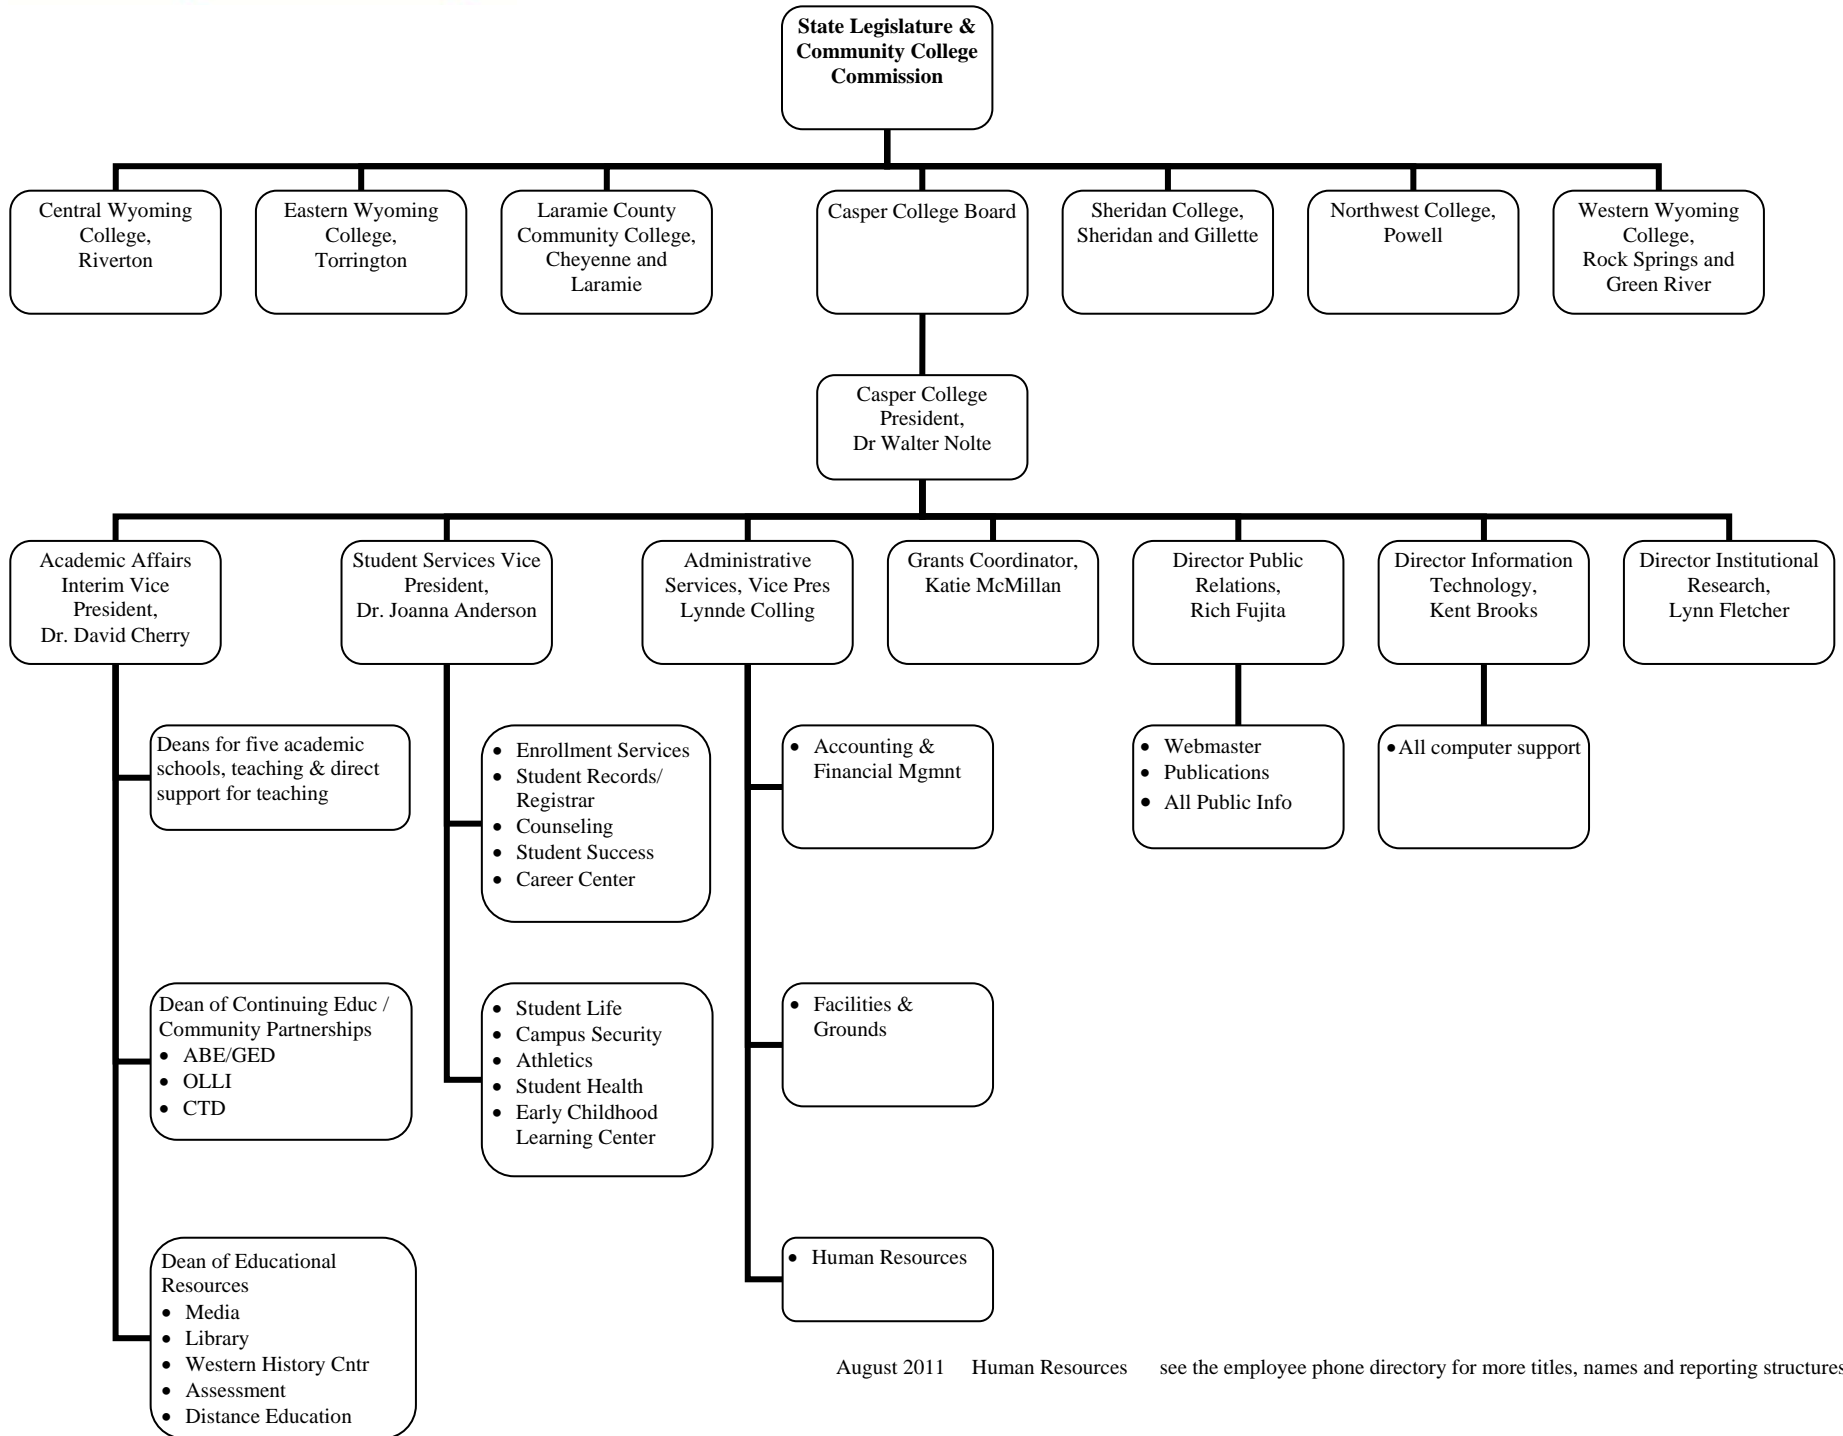 State Legislature &
Community College
Commission
Central Wyoming
College,
Riverton
Eastern Wyoming
College,
Torrington
Laramie County
Community College,
Cheyenne and
Laramie
Casper College Board
Sheridan College,
Sheridan and Gillette
Northwest College,
Powell
Western Wyoming
College,
Rock Springs and
Green River
Casper College
President,
Dr Walter Nolte
Academic Affairs
Interim Vice
President,
Dr. David Cherry
Student Services Vice
President,
Dr. Joanna Anderson
Administrative
Services, Vice Pres
Lynnde Colling
Grants Coordinator,
Katie McMillan
Director Public
Relations,
Rich Fujita
Director Information
Technology,
Kent Brooks
Director Institutional
Research,
Lynn Fletcher
Deans for five academic
schools, teaching & direct
support for teaching
• Enrollment Services
• Student Records/
Registrar
• Counseling
• Student Success
• Career Center
• Accounting &
Financial Mgmnt
• Webmaster
• Publications
• All Public Info
• All computer support
Dean of Continuing Educ /
Community Partnerships
• ABE/GED
• OLLI
• CTD
• Student Life
• Campus Security
• Athletics
• Student Health
• Early Childhood
Learning Center
• Facilities &
Grounds
Dean of Educational
Resources
• Media
• Library
• Western History Cntr
• Assessment
• Distance Education
• Human Resources
August 2011 Human Resources see the employee phone directory for more titles, names and reporting structures